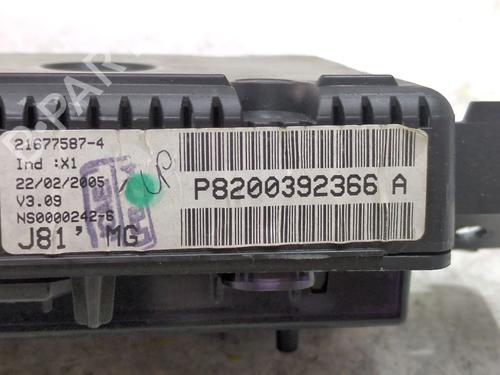 21677587-4
Ind :X1
22/02/2005
V3.09
NS0000242-6
J81' MG
P8200392366 A